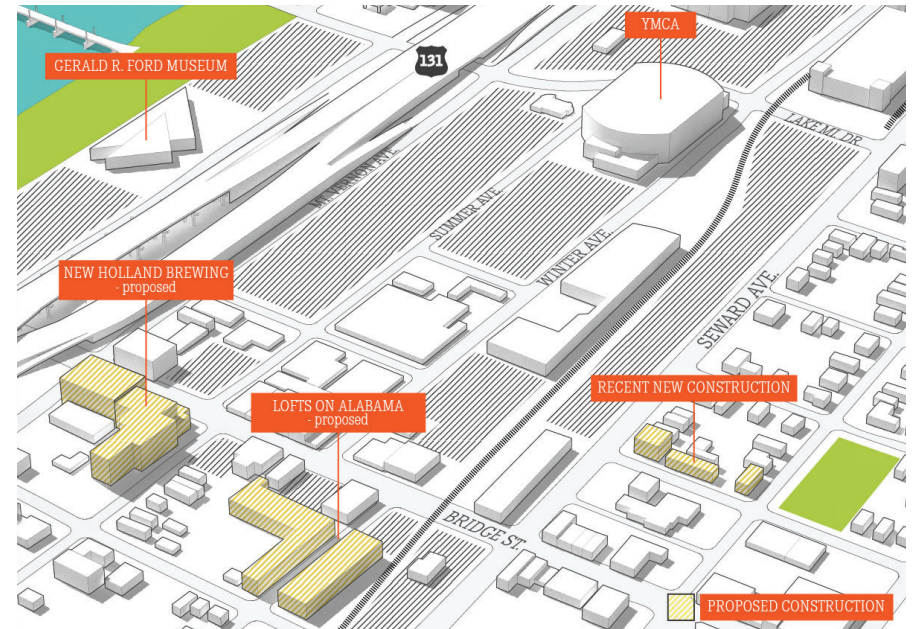 YMCA
GERALD R. FORD MUSEUM
131
LAKE MI. DR.
MT. VERNON AVE.
SUMMER AVE.
WINTER AVE.
NEW HOLLAND BREWING
- proposed
SEWARD AVE.
RECENT NEW CONSTRUCTION
LOFTS ON ALABAMA
- proposed
BRIDGE ST.
PROPOSED CONSTRUCTION